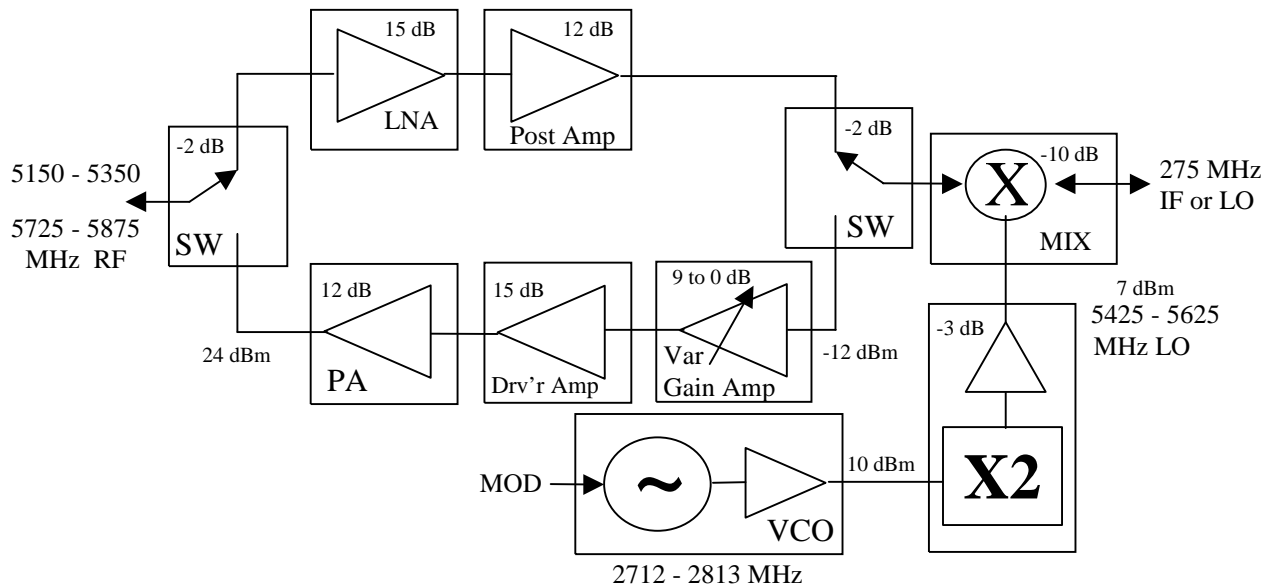 15 dB
LNA
12 dB
Post Amp
-2 dB
SW
5150 - 5350
5725 - 5875
MHz RF
-2 dB
SW
-10 dB
X
MIX
275 MHz
IF or LO
12 dB
PA
24 dBm
15 dB
Drv'r Amp
9 to 0 dB
Var
Gain Amp
-12 dBm
7 dBm
5425 - 5625
MHz LO
-3 dB
X2
10 dBm
MOD
~
VCO
2712 - 2813 MHz